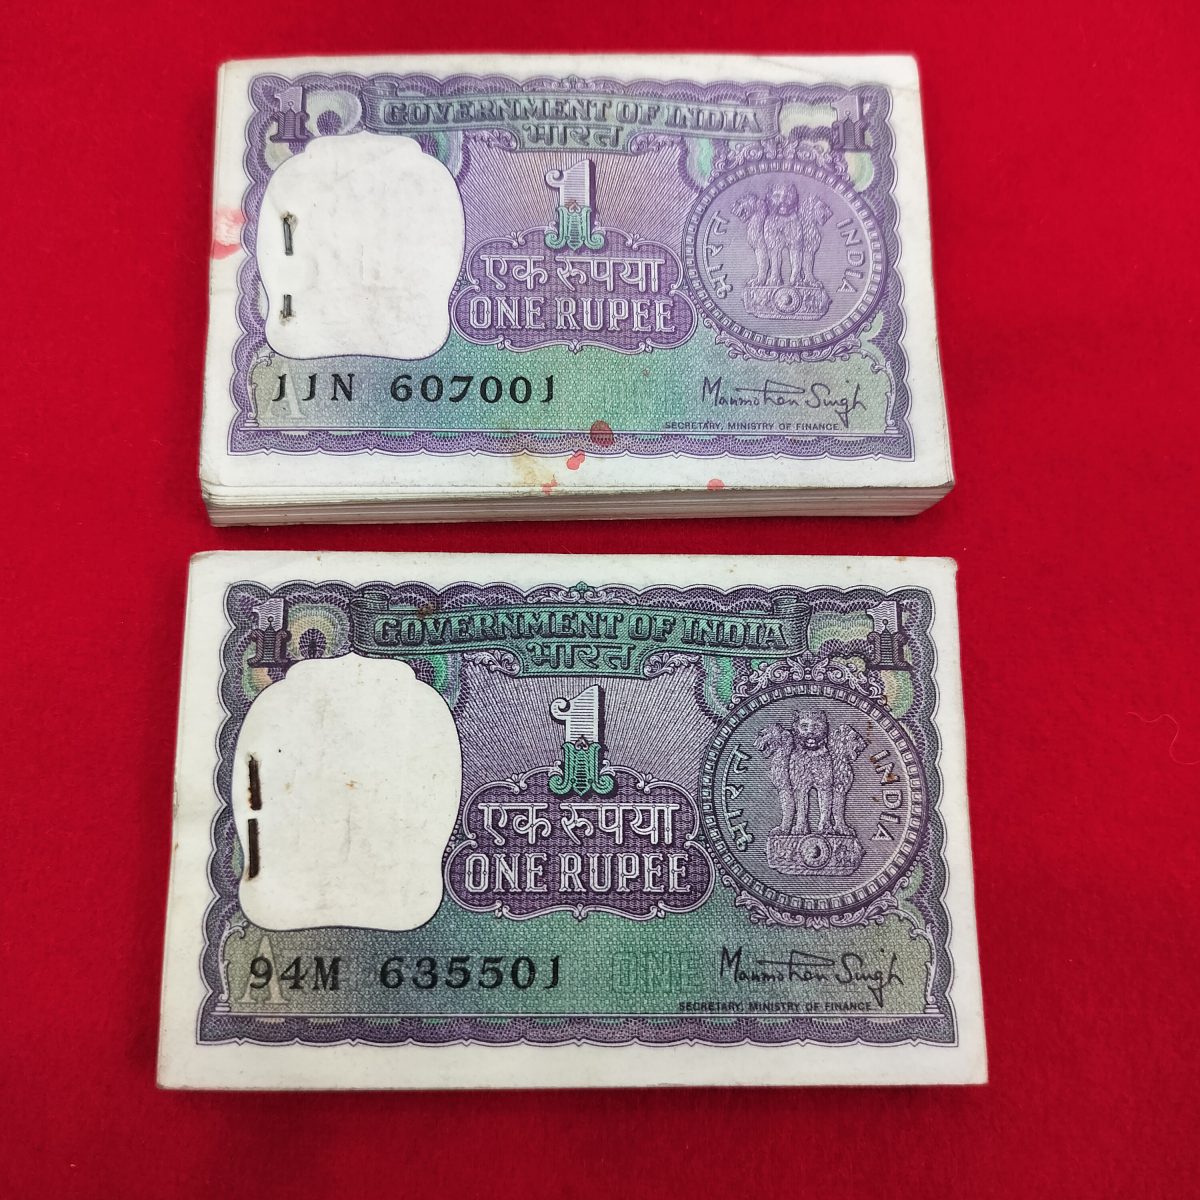 1 GOVERNMENT OF INDIA 1
भारत
1
एक रुपया
ONE RUPEE
भारत INDIA
A
JJN 607001
ONE
Manmohan Singh
SECRETARY, MINISTRY OF FINANCE
1 GOVERNMENT OF INDIA 1
भारत
1
एक रुपया
ONE RUPEE
भारत INDIA
A
94M 635501
ONE
Manmohan Singh
SECRETARY, MINISTRY OF FINANCE